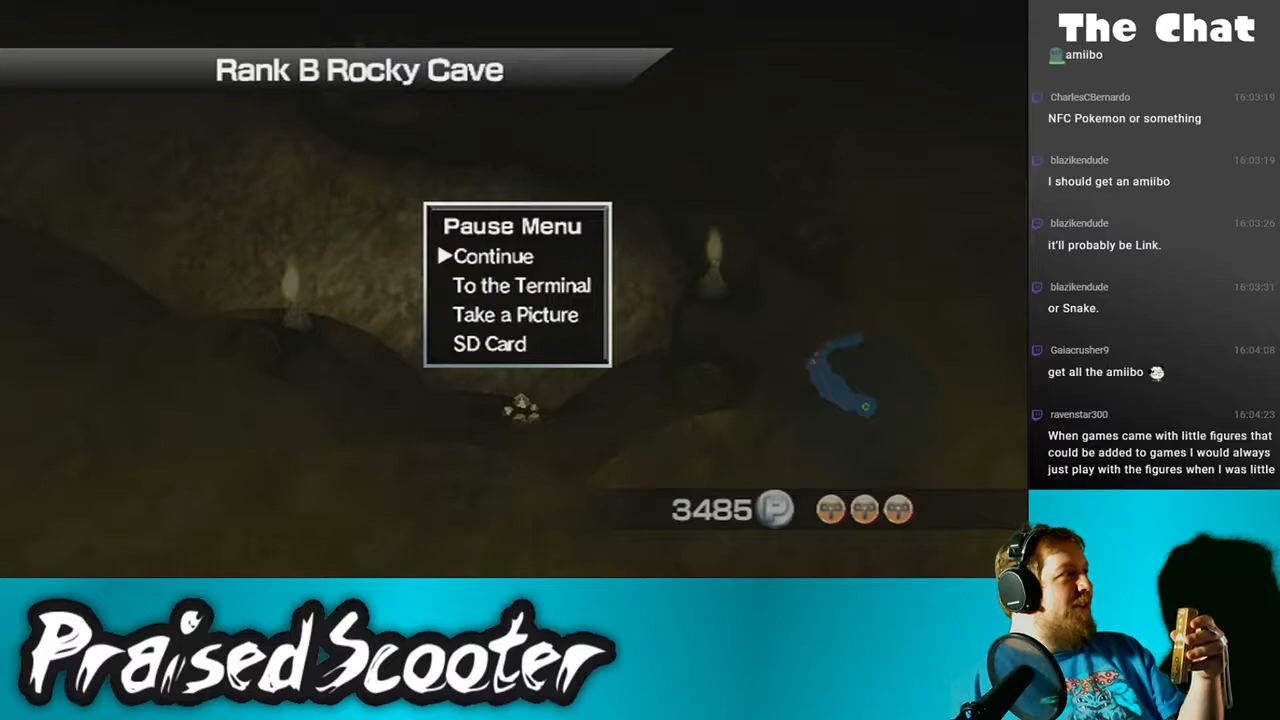 Rank B Rocky Cave
Pause Menu
Continue
To the Terminal
Take a Picture
SD Card
3485 P
PraisedScooter
The Chat
amiibo
CharlesCBernardo 16:03:19
NFC Pokemon or something
blazikendude 16:03:19
I should get an amiibo
blazikendude 16:03:26
it'll probably be Link.
blazikendude 16:03:31
or Snake.
Gaiacrusher9 16:04:08
get all the amiibo
ravenstar300 16:04:23
When games came with little figures that
could be added to games I would always
just play with the figures when I was little